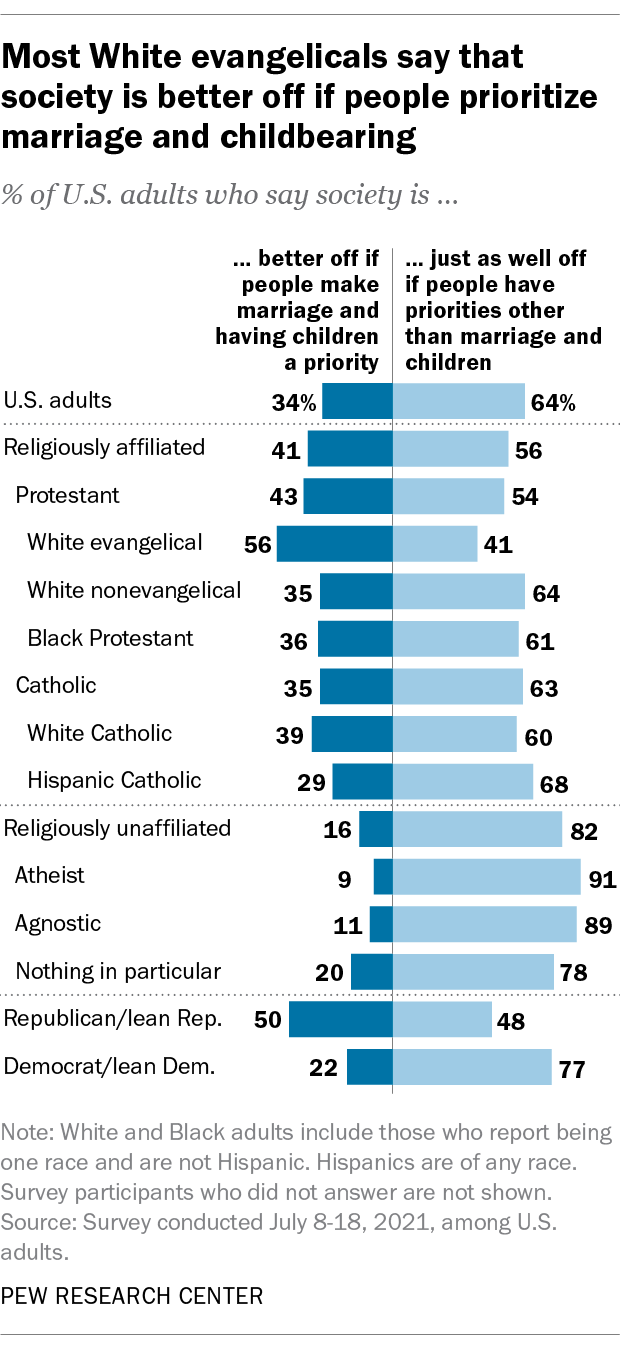 Most White evangelicals say that
society is better off if people prioritize
marriage and childbearing
% of U.S. adults who say society is ...
... better off if
people make
marriage and
having children
a priority
... just as well off
if people have
priorities other
than marriage and
children
U.S. adults 34% 64%
Religiously affiliated 41 56
Protestant 43 54
White evangelical 56 41
White nonevangelical 35 64
Black Protestant 36 61
Catholic 35 63
White Catholic 39 60
Hispanic Catholic 29 68
Religiously unaffiliated 16 82
Atheist 9 91
Agnostic 11 89
Nothing in particular 20 78
Republican/lean Rep. 50 48
Democrat/lean Dem. 22 77
Note: White and Black adults include those who report being
one race and are not Hispanic. Hispanics are of any race.
Survey participants who did not answer are not shown.
Source: Survey conducted July 8-18, 2021, among U.S.
adults.
PEW RESEARCH CENTER